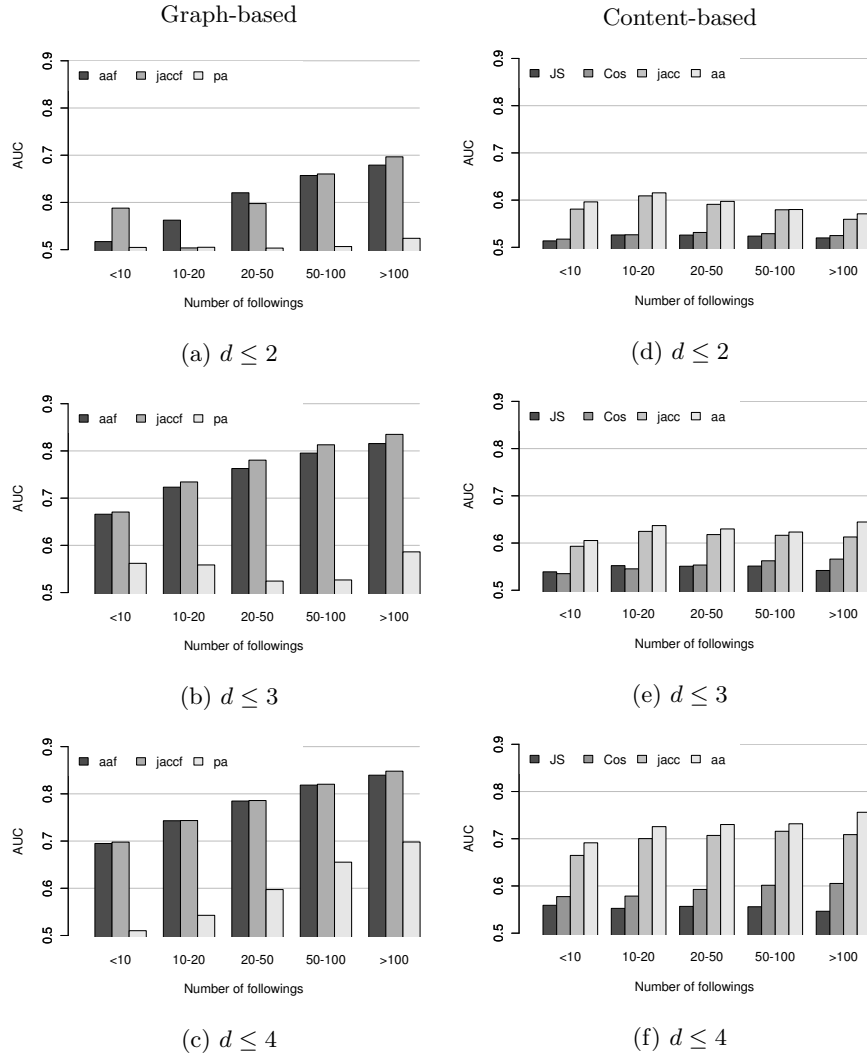 Graph-based
Content-based
0.5 0.6 0.7 0.8 0.9
AUC
aaf jaccf pa
<10 10-20 20-50 50-100 >100
Number of followings
(a) d ≤ 2
0.5 0.6 0.7 0.8 0.9
AUC
JS Cos jacc aa
<10 10-20 20-50 50-100 >100
Number of followings
(d) d ≤ 2
0.5 0.6 0.7 0.8 0.9
AUC
aaf jaccf pa
<10 10-20 20-50 50-100 >100
Number of followings
(b) d ≤ 3
0.5 0.6 0.7 0.8 0.9
AUC
JS Cos jacc aa
<10 10-20 20-50 50-100 >100
Number of followings
(e) d ≤ 3
0.5 0.6 0.7 0.8 0.9
AUC
aaf jaccf pa
<10 10-20 20-50 50-100 >100
Number of followings
(c) d ≤ 4
0.5 0.6 0.7 0.8 0.9
AUC
JS Cos jacc aa
<10 10-20 20-50 50-100 >100
Number of followings
(f) d ≤ 4